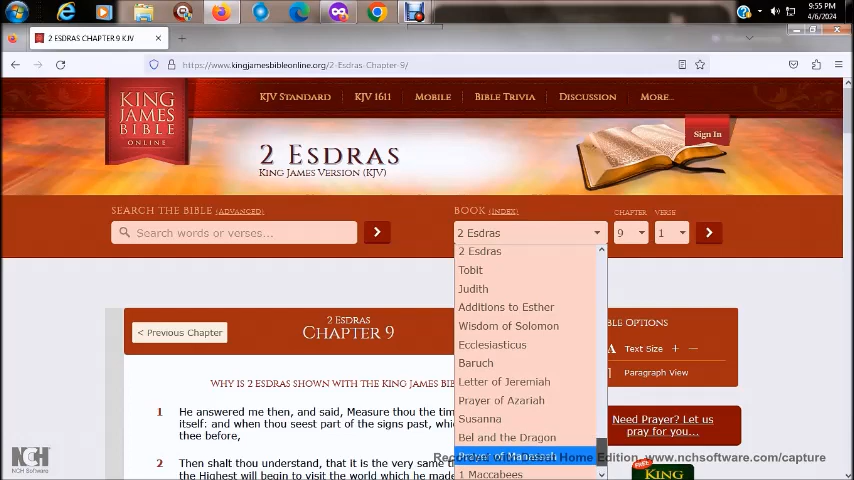 9:55 PM
4/6/2024
2 ESDRAS CHAPTER 9 KJV
https://www.kingjamesbibleonline.org/2-Esdras-Chapter-9/
KING
JAMES
BIBLE
ONLINE
KJV STANDARD
KJV 1611
MOBILE
BIBLE TRIVIA
DISCUSSION
MORE...
Sign In
2 ESDRAS
KING JAMES VERSION (KJV)
SEARCH THE BIBLE (ADVANCED)
BOOK (INDEX)
CHAPTER
VERSE
Search words or verses...
2 Esdras
9
1
2 Esdras
Tobit
Judith
Additions to Esther
Wisdom of Solomon
Ecclesiasticus
Baruch
Letter of Jeremiah
Prayer of Azariah
Susanna
Bel and the Dragon
Prayer of Manasseh
1 Maccabees
< Previous Chapter
2 ESDRAS
CHAPTER 9
BLE OPTIONS
A Text Size + —
Paragraph View
WHY IS 2 ESDRAS SHOWN WITH THE KING JAMES BIB
1 He answered me then, and said, Measure thou the tim
itself: and when thou seest part of the signs past, whic
thee before,
2 Then shalt thou understand, that it is the very same t
the Highest will begin to visit the world which he made
Need Prayer? Let us
pray for you...
FREE
KING
NCH
NCH Software
Home Edition, www.nchsoftware.com/capture